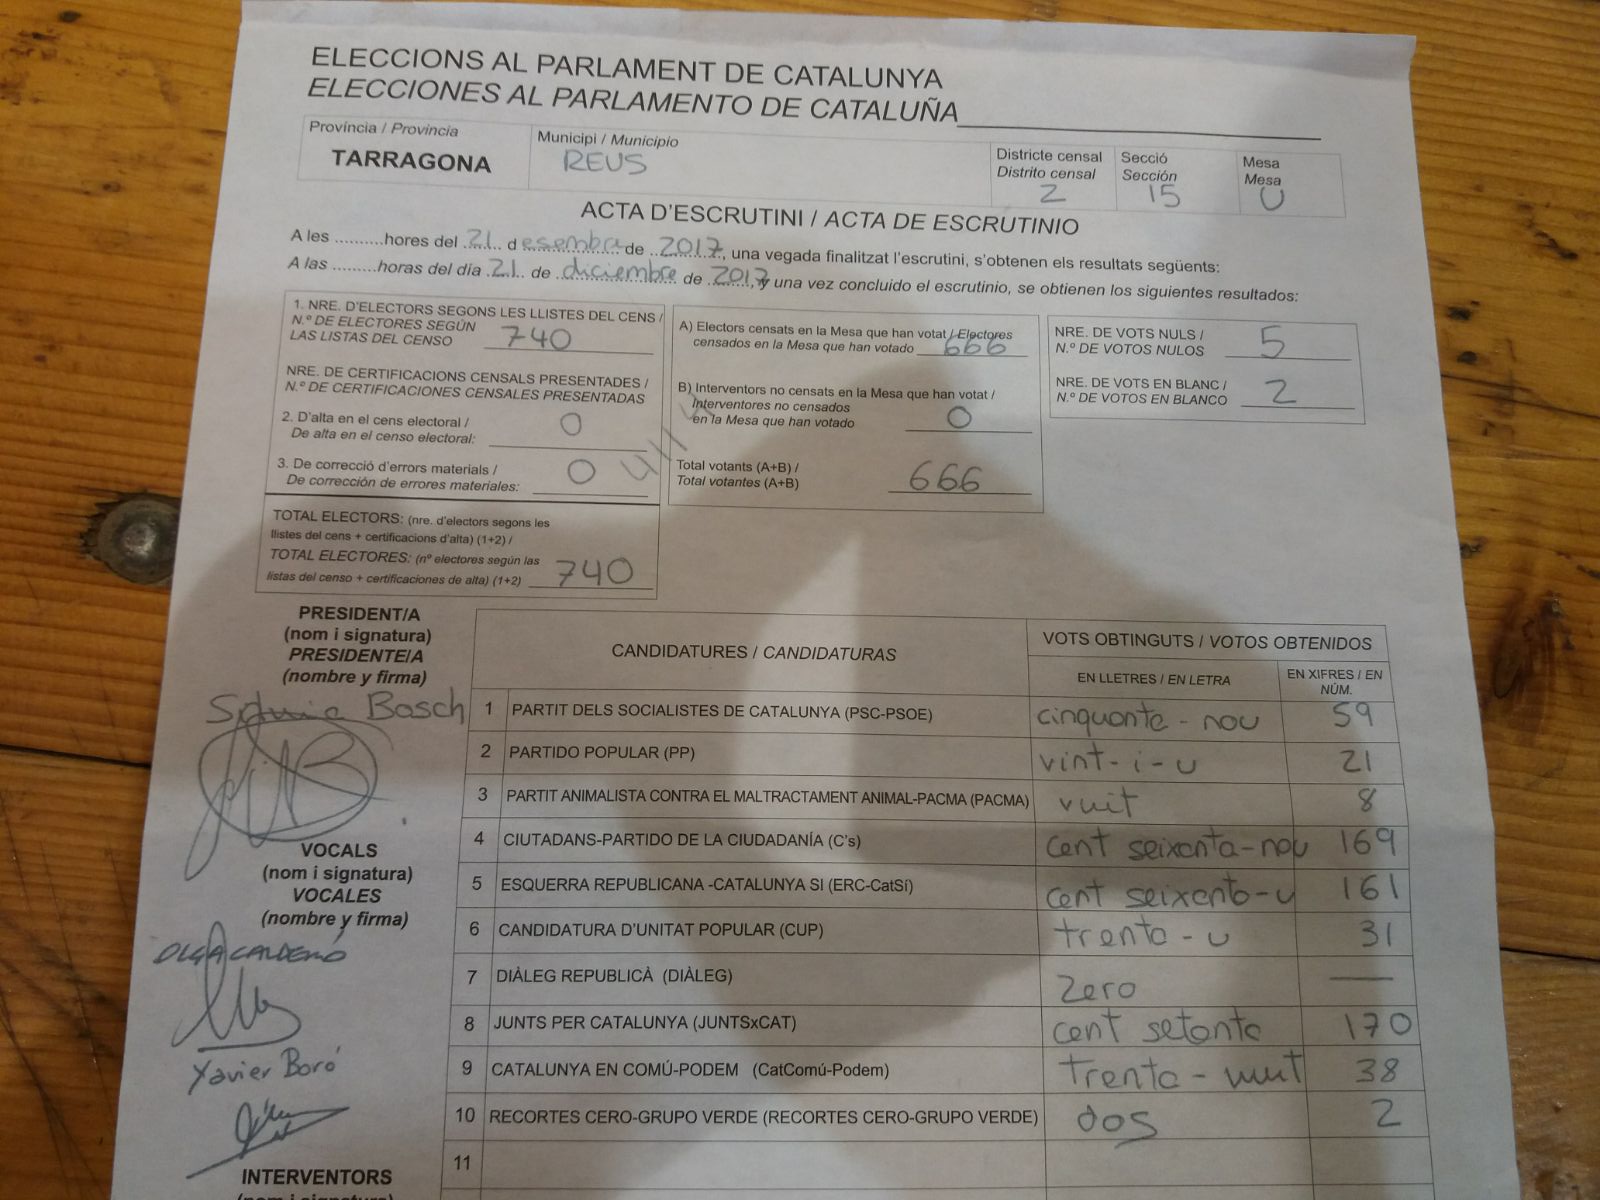 ELECCIONS AL PARLAMENT DE CATALUNYA
ELECCIONES AL PARLAMENTO DE CATALUÑA
Província / Provincia
TARRAGONA
Municipi / Municipio
REUS
Districte censal
Distrito censal
2
Secció
Sección
15
Mesa
Mesa
U
ACTA D'ESCRUTINI / ACTA DE ESCRUTINIO
A les ..........hores del 21 d esembre de 2017, una vegada finalitzat l'escrutini, s'obtenen els resultats següents:
A las .........horas del día 21 de diciembre de 2017, y una vez concluido el escrutinio, se obtienen los siguientes resultados:
1. NRE. D'ELECTORS SEGONS LES LLISTES DEL CENS /
N.º DE ELECTORES SEGÚN
LAS LISTAS DEL CENSO 740
NRE. DE CERTIFICACIONS CENSALS PRESENTADES /
N.º DE CERTIFICACIONES CENSALES PRESENTADAS
2. D'alta en el cens electoral /
De alta en el censo electoral: 0
3. De correcció d'errors materials /
De corrección de errores materiales: 0
TOTAL ELECTORS: (nre. d'electors segons les
llistes del cens + certificacions d'alta) (1+2) /
TOTAL ELECTORES: (nº electores según las
listas del censo + certificaciones de alta) (1+2) 740
A) Electors censats en la Mesa que han votat / Electores
censados en la Mesa que han votado 666
B) Interventors no censats en la Mesa que han votat /
Interventores no censados
en la Mesa que han votado 0
Total votants (A+B) /
Total votantes (A+B) 666
NRE. DE VOTS NULS /
N.º DE VOTOS NULOS 5
NRE. DE VOTS EN BLANC /
N.º DE VOTOS EN BLANCO 2
PRESIDENT/A
(nom i signatura)
PRESIDENTE/A
(nombre y firma)
Bosch
VOCALS
(nom i signatura)
VOCALES
(nombre y firma)
OLGA
Xavier Boró
INTERVENTORS
(nom i signatura)
CANDIDATURES / CANDIDATURAS
VOTS OBTINGUTS / VOTOS OBTENIDOS
EN LLETRES / EN LETRA
EN XIFRES / EN NÚM.
1 PARTIT DELS SOCIALISTES DE CATALUNYA (PSC-PSOE) cinquanta-nou 59
2 PARTIDO POPULAR (PP) vint-i-u 21
3 PARTIT ANIMALISTA CONTRA EL MALTRACTAMENT ANIMAL-PACMA (PACMA) vuit 8
4 CIUTADANS-PARTIDO DE LA CIUDADANÍA (C's) cent seixanta-nou 169
5 ESQUERRA REPUBLICANA -CATALUNYA SI (ERC-CatSí) cent seixanta-u 161
6 CANDIDATURA D'UNITAT POPULAR (CUP) trenta-u 31
7 DIÀLEG REPUBLICÀ (DIÀLEG) zero —
8 JUNTS PER CATALUNYA (JUNTSxCAT) cent setanta 170
9 CATALUNYA EN COMÚ-PODEM (CatComú-Podem) trenta-vuit 38
10 RECORTES CERO-GRUPO VERDE (RECORTES CERO-GRUPO VERDE) dos 2
11